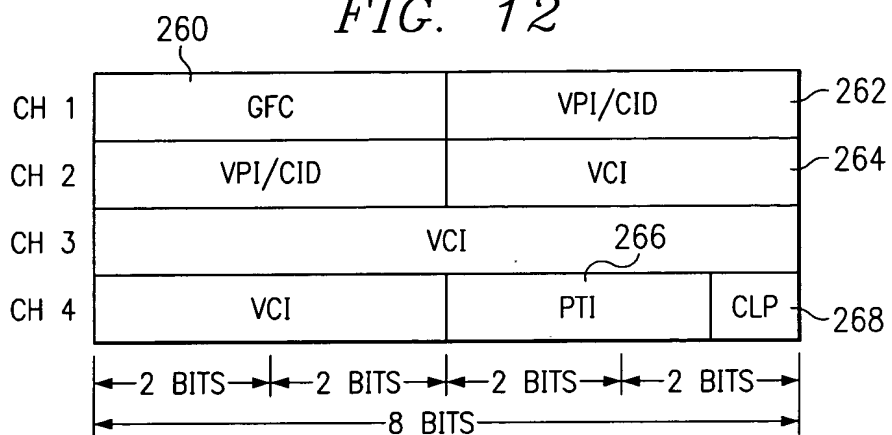 FIG. 12
260
CH 1 GFC VPI/CID 262
CH 2 VPI/CID VCI 264
CH 3 VCI 266
CH 4 VCI PTI CLP 268
2 BITS 2 BITS 2 BITS 2 BITS
8 BITS